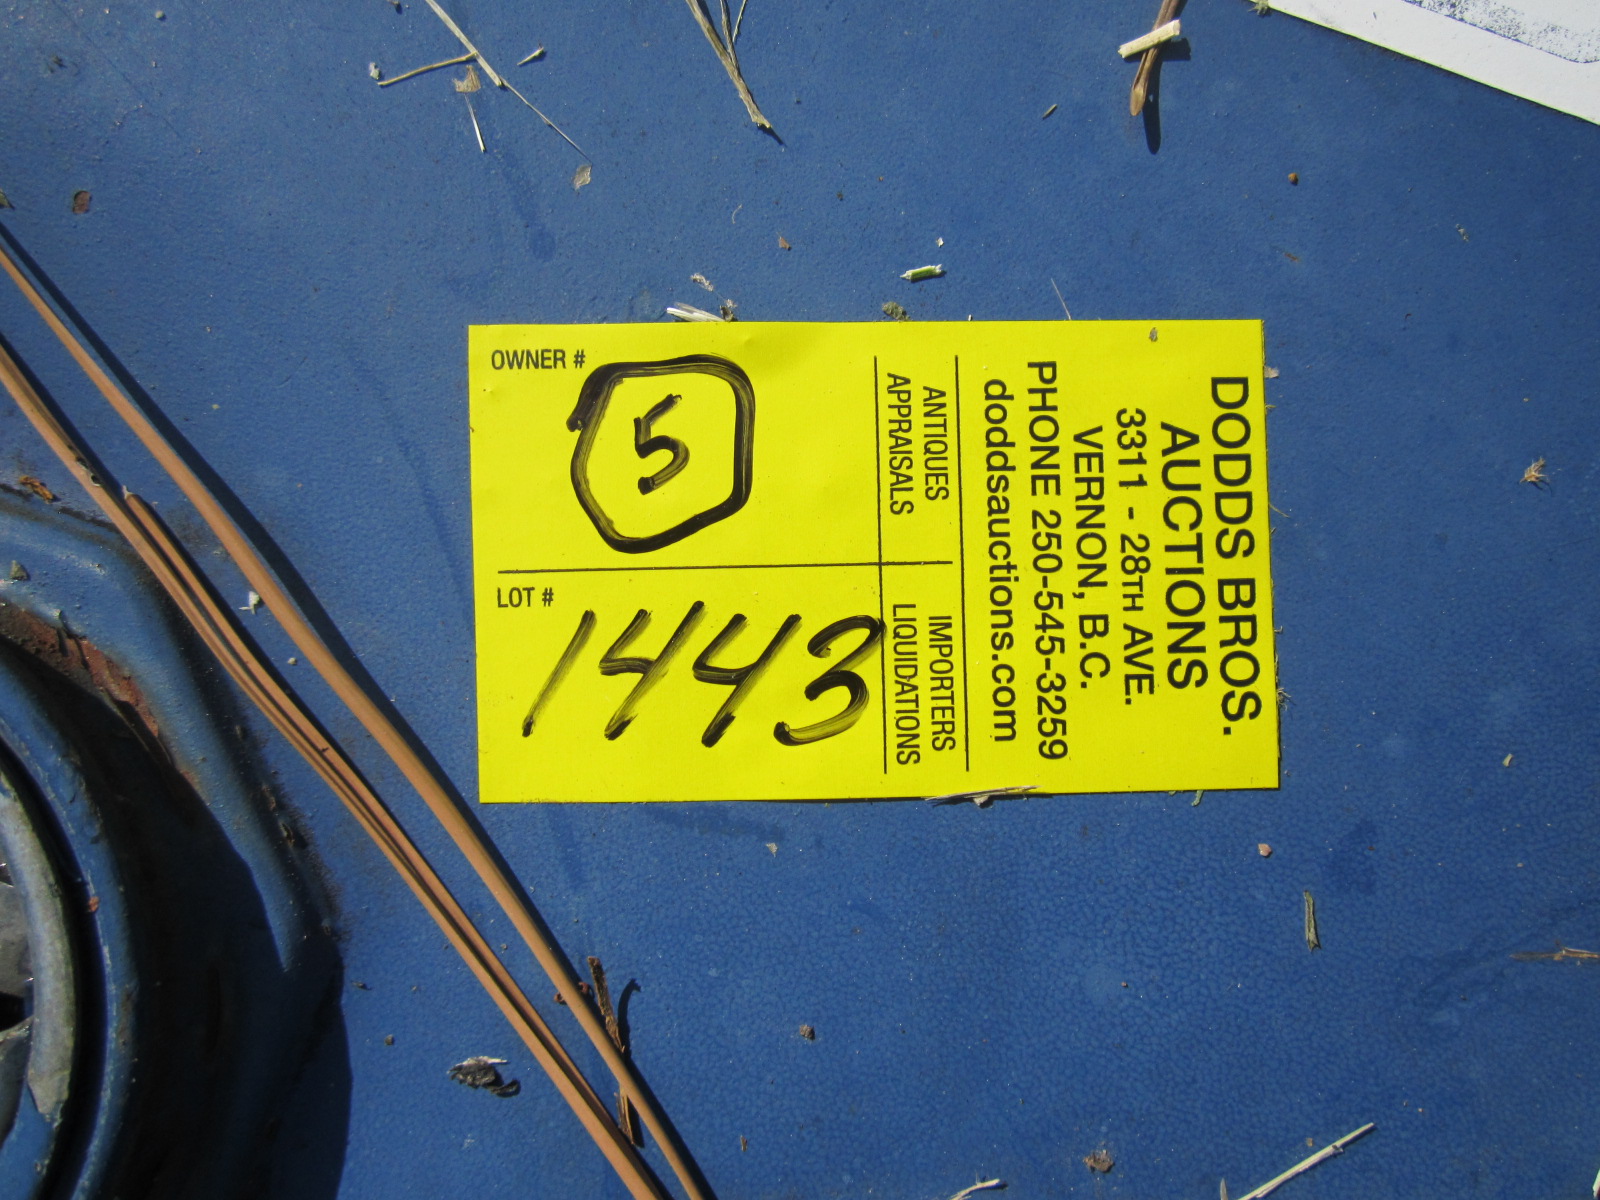 DODDS BROS.
AUCTIONS
3311 - 28TH AVE.
VERNON, B.C.
PHONE 250-545-3259
doddsauctions.com
ANTIQUES
APPRAISALS
IMPORTERS
LIQUIDATIONS
OWNER #
5
LOT #
1443